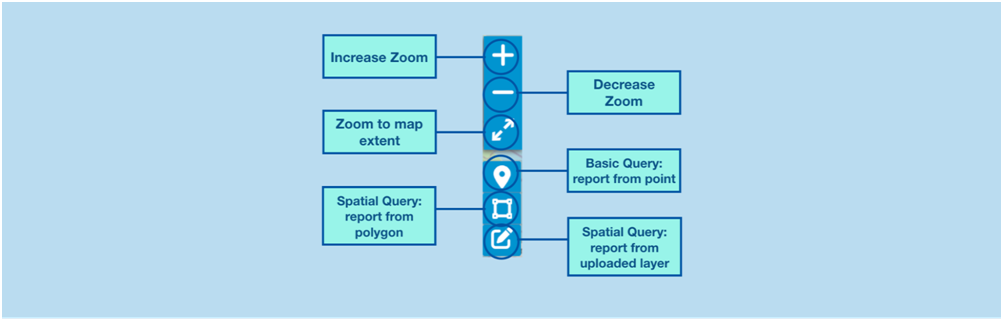 Increase Zoom
Decrease
Zoom
Zoom to map
extent
Basic Query:
report from point
Spatial Query:
report from
polygon
Spatial Query:
report from
uploaded layer